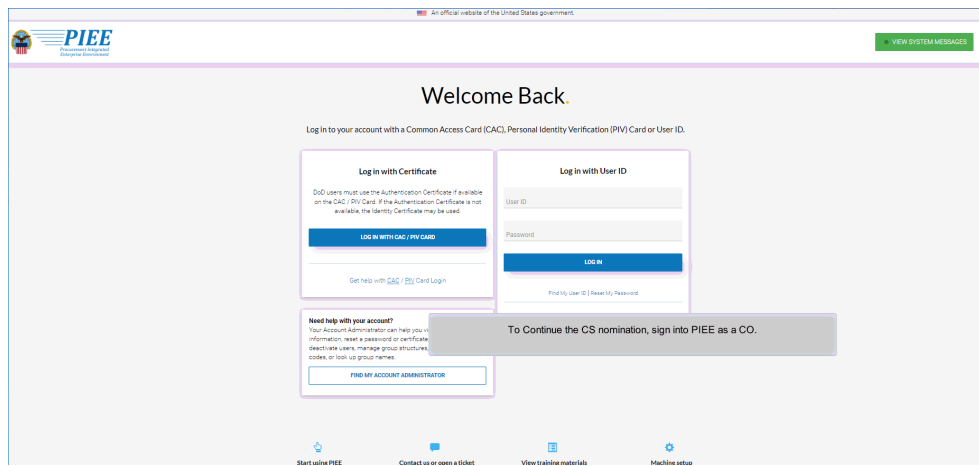 An official website of the United States government.
PIEE
Procurement Integrated
Enterprise Environment
VIEW SYSTEM MESSAGES
Welcome Back.
Log in to your account with a Common Access Card (CAC), Personal Identity Verification (PIV) Card or User ID.
Log in with Certificate
DoD users must use the Authentication Certificate if available
on the CAC / PIV Card. If the Authentication Certificate is not
available, the Identity Certificate may be used.
LOG IN WITH CAC / PIV CARD
Get help with CAC / PIV Card Login
Log in with User ID
User ID
Password
LOG IN
Find My User ID | Reset My Password
Need help with your account?
Your Account Administrator can help you
information, reset a password or certificate
deactivate users, manage group structures,
codes, or look up group names.
FIND MY ACCOUNT ADMINISTRATOR
To Continue the CS nomination, sign into PIEE as a CO.
Start using PIEE
Contact us or open a ticket
View training materials
Machine setup